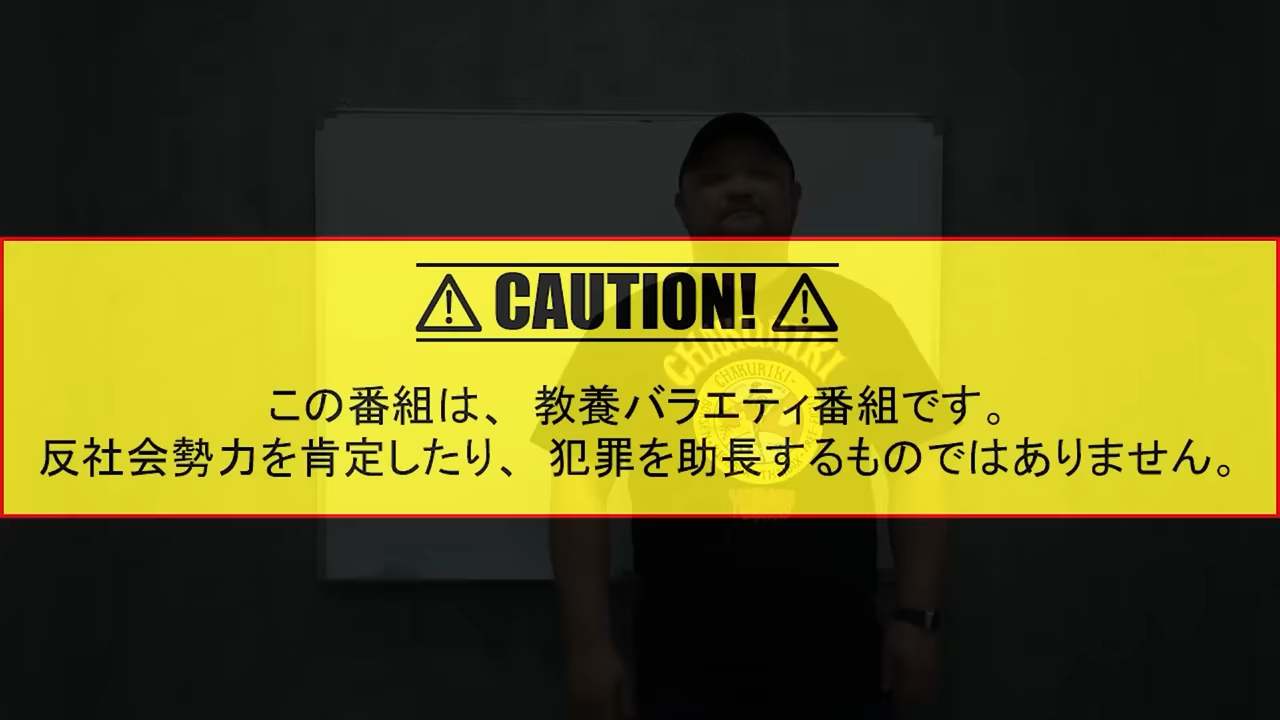 CAUTION!
この番組は、教養バラエティ番組です。
反社会勢力を肯定したり、犯罪を助長するものではありません。
CHAKURIKI
CHAKURIKI-